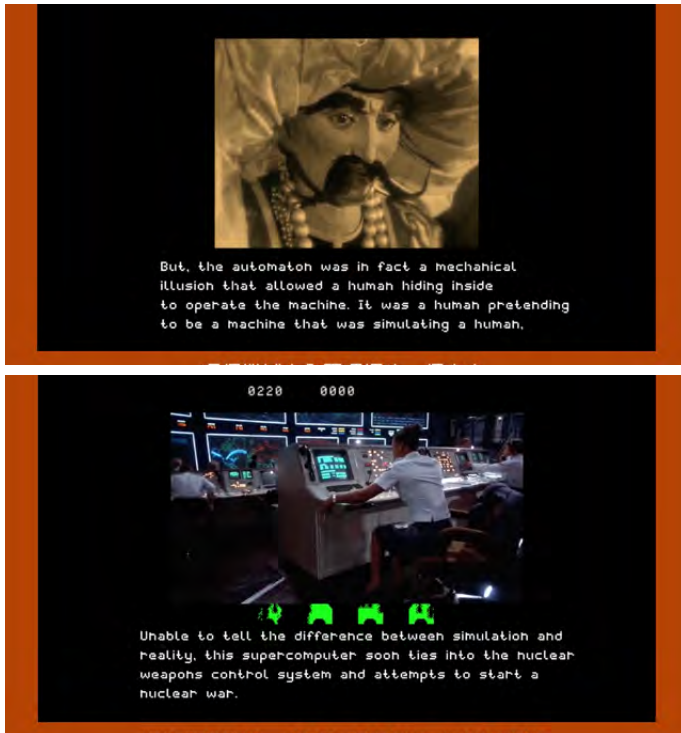 But, the automaton was in fact a mechanical
illusion that allowed a human hiding inside
to operate the machine. It was a human pretending
to be a machine that was simulating a human,
0220 0000
Unable to tell the difference between simulation and
reality, this supercomputer soon ties into the nuclear
weapons control system and attempts to start a
nuclear war.